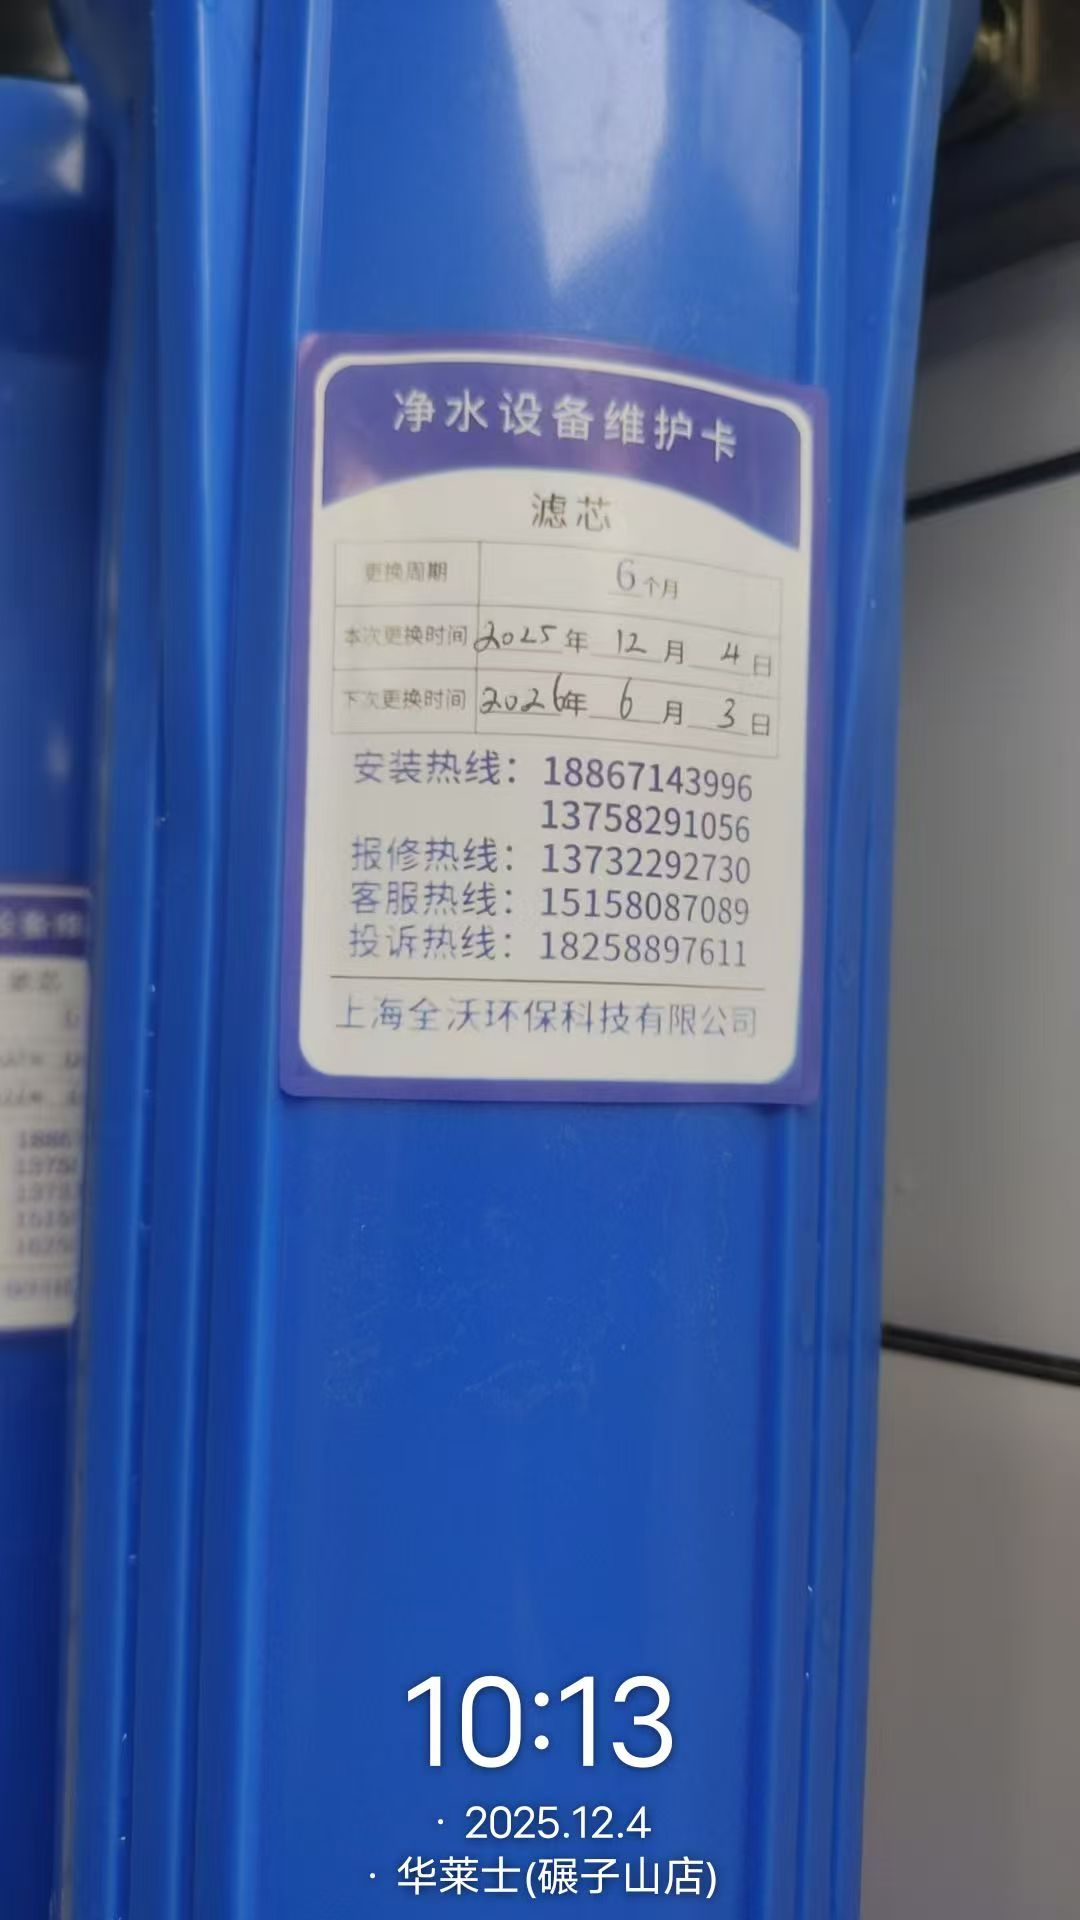 净水设备维护卡
滤芯
更换周期 6个月
本次更换时间 2025年 12月 4日
下次更换时间 2026年 6月 3日
安装热线：18867143996
13758291056
报修热线：13732292730
客服热线：15158087089
投诉热线：18258897611
上海全沃环保科技有限公司
10:13
· 2025.12.4
· 华莱士(碾子山店)